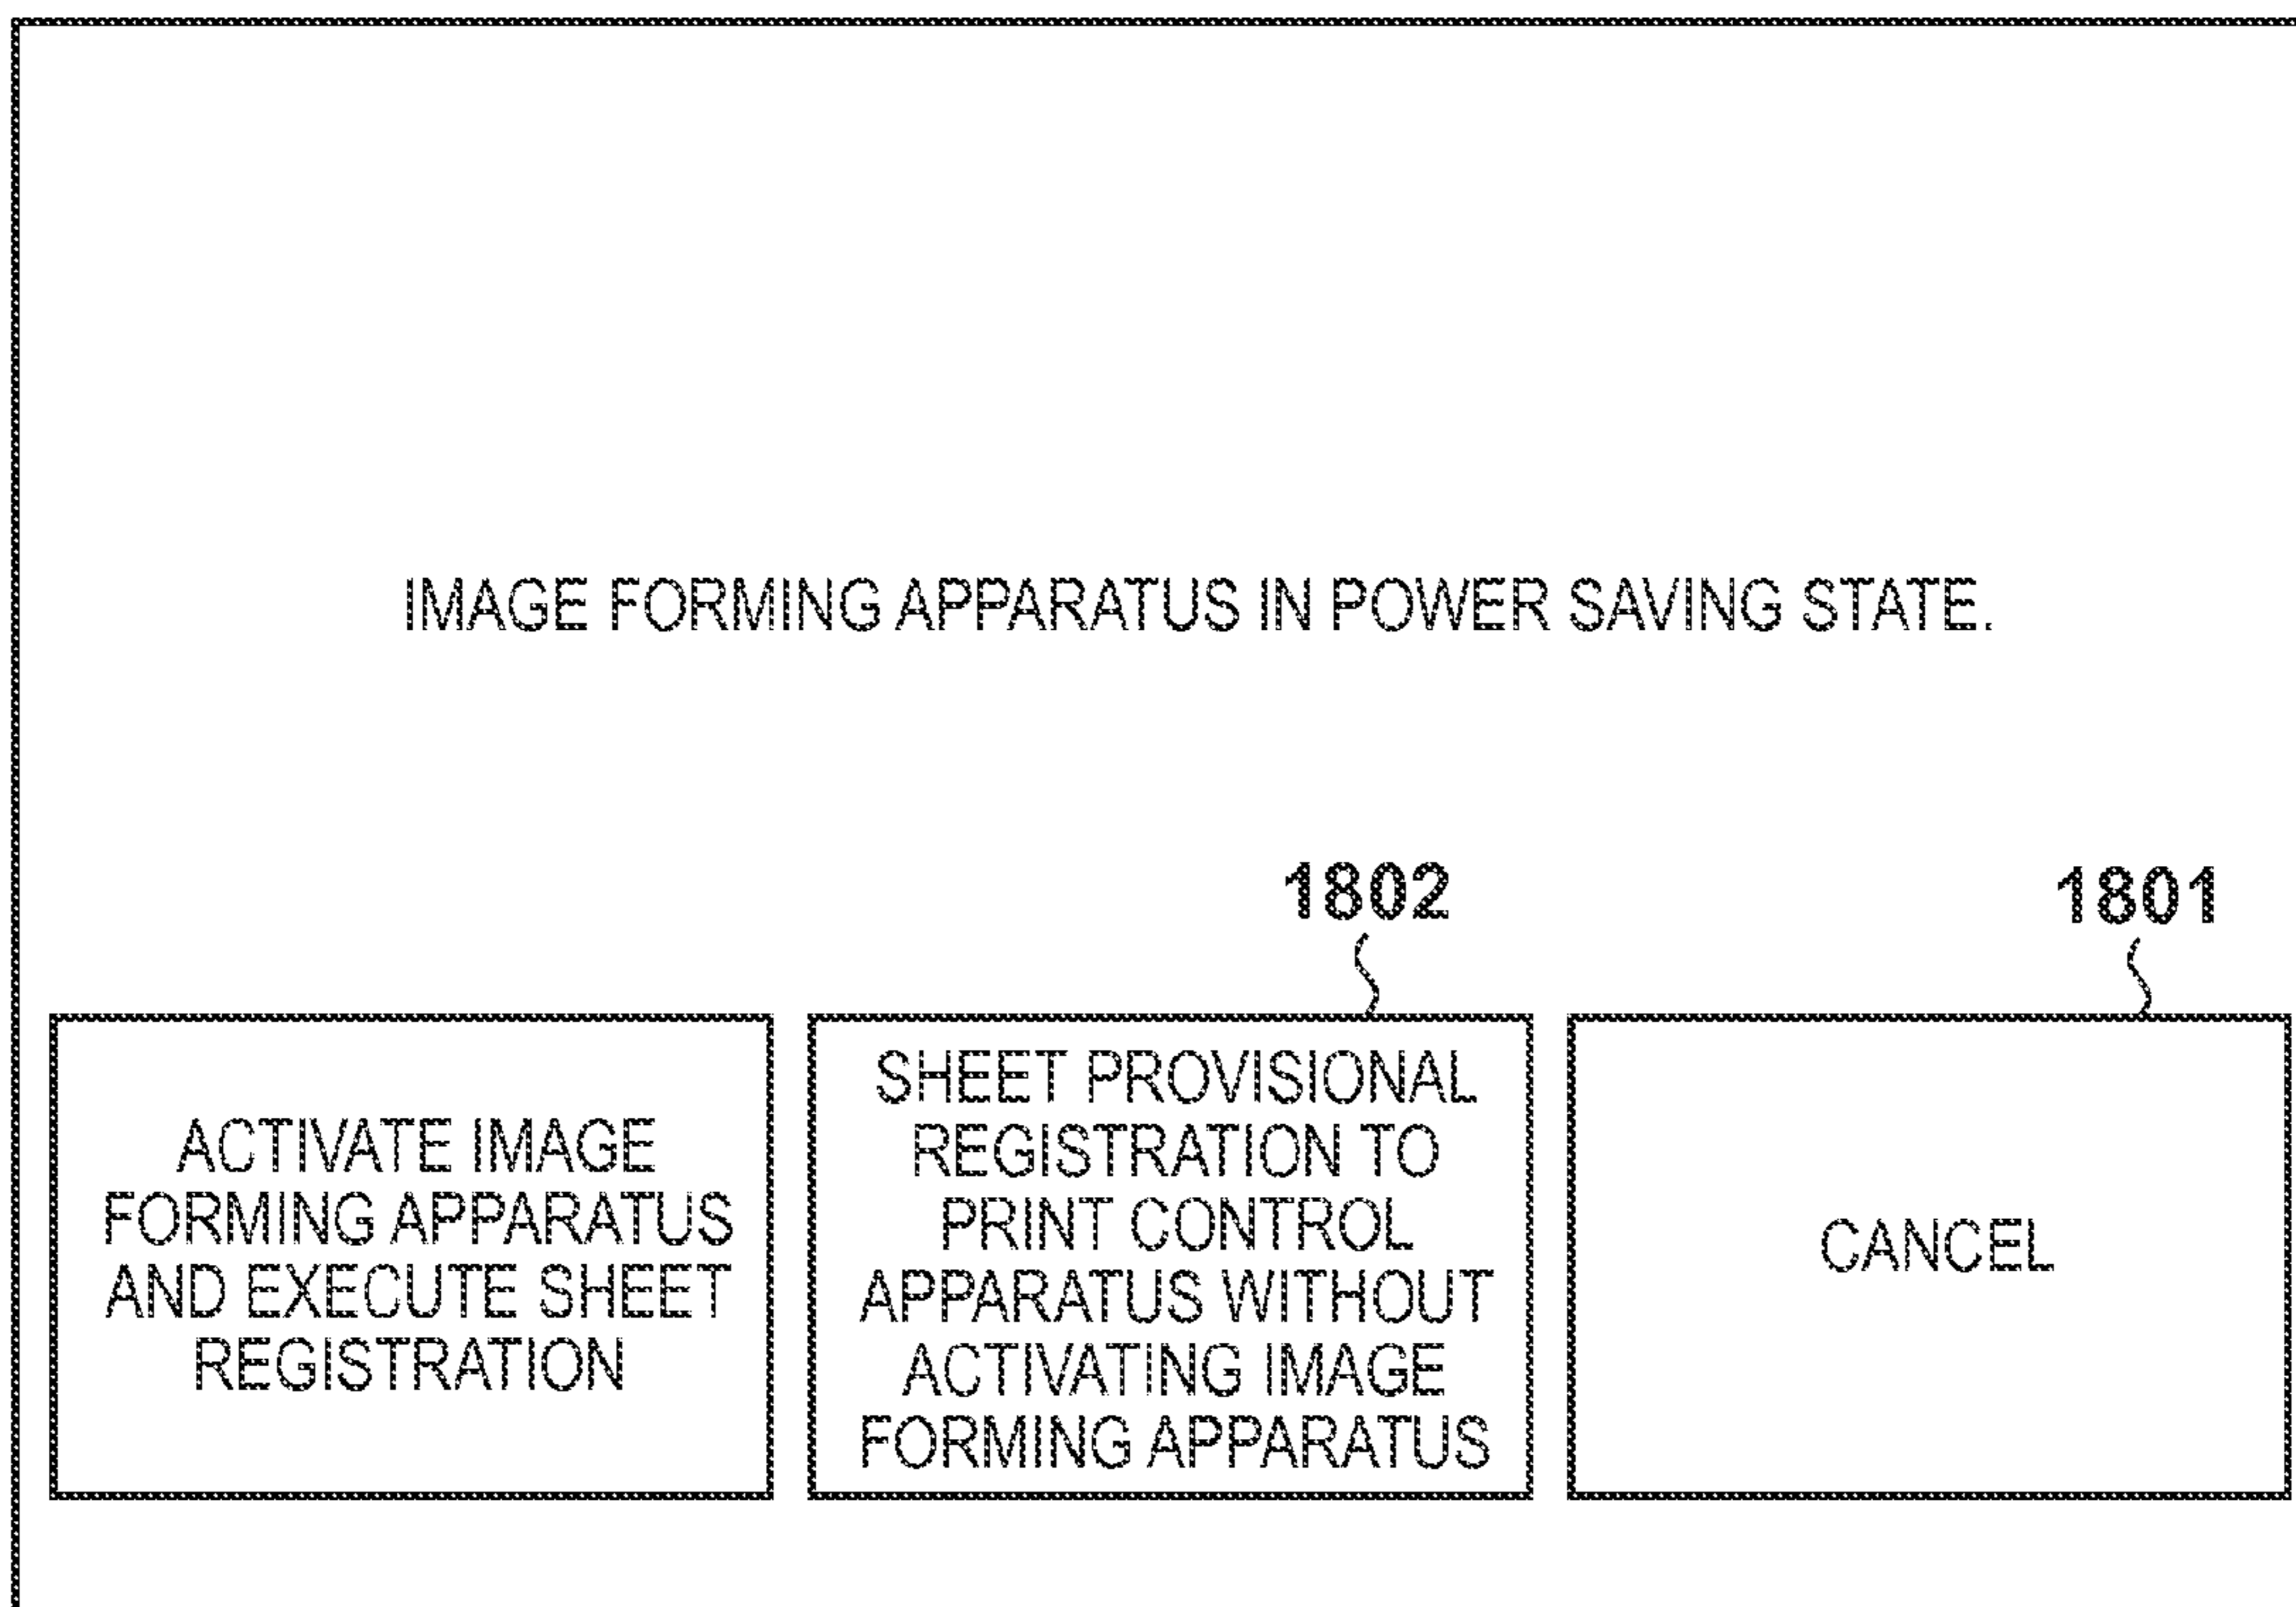 IMAGE FORMING APPARATUS IN POWER SAVING STATE.
1802
1801
ACTIVATE IMAGE
FORMING APPARATUS
AND EXECUTE SHEET
REGISTRATION
SHEET PROVISIONAL
REGISTRATION TO
PRINT CONTROL
APPARATUS WITHOUT
ACTIVATING IMAGE
FORMING APPARATUS
CANCEL